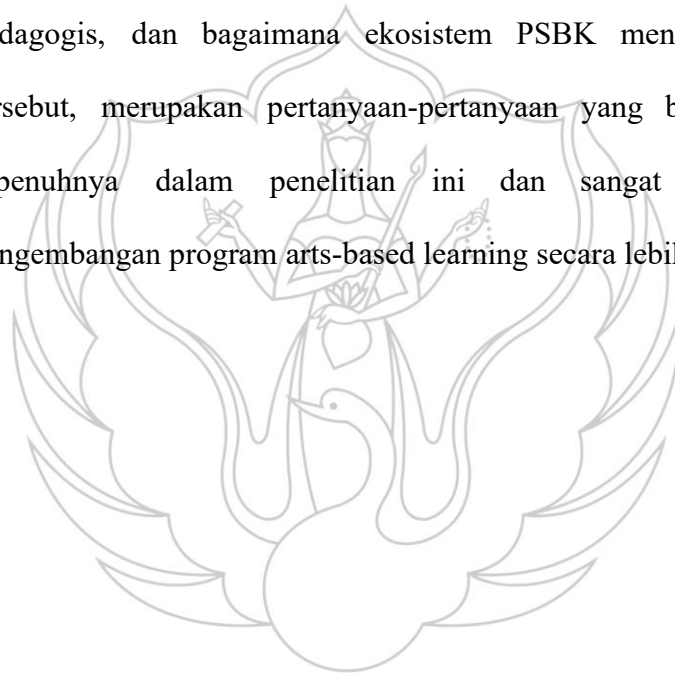 dagogis, dan bagaimana ekosistem PSBK men
rsebut, merupakan pertanyaan-pertanyaan yang b
penuhnya dalam penelitian ini dan sangat
ngembangan program arts-based learning secara lebil